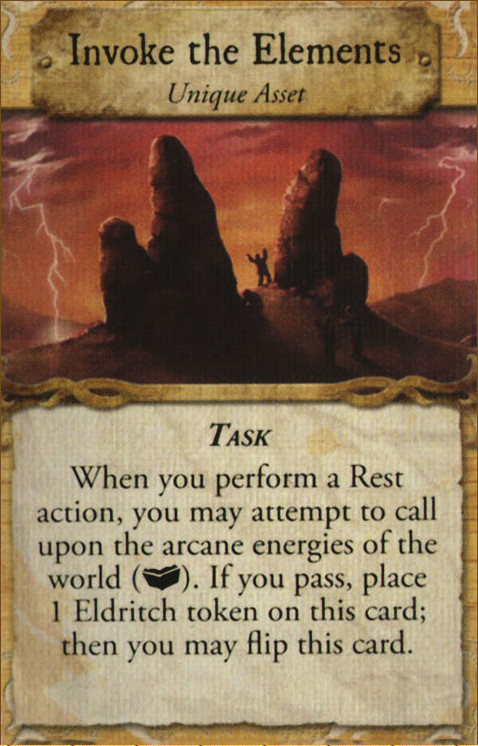 Invoke the Elements
Unique Asset
TASK
When you perform a Rest
action, you may attempt to call
upon the arcane energies of the
world ( ). If you pass, place
1 Eldritch token on this card;
then you may flip this card.